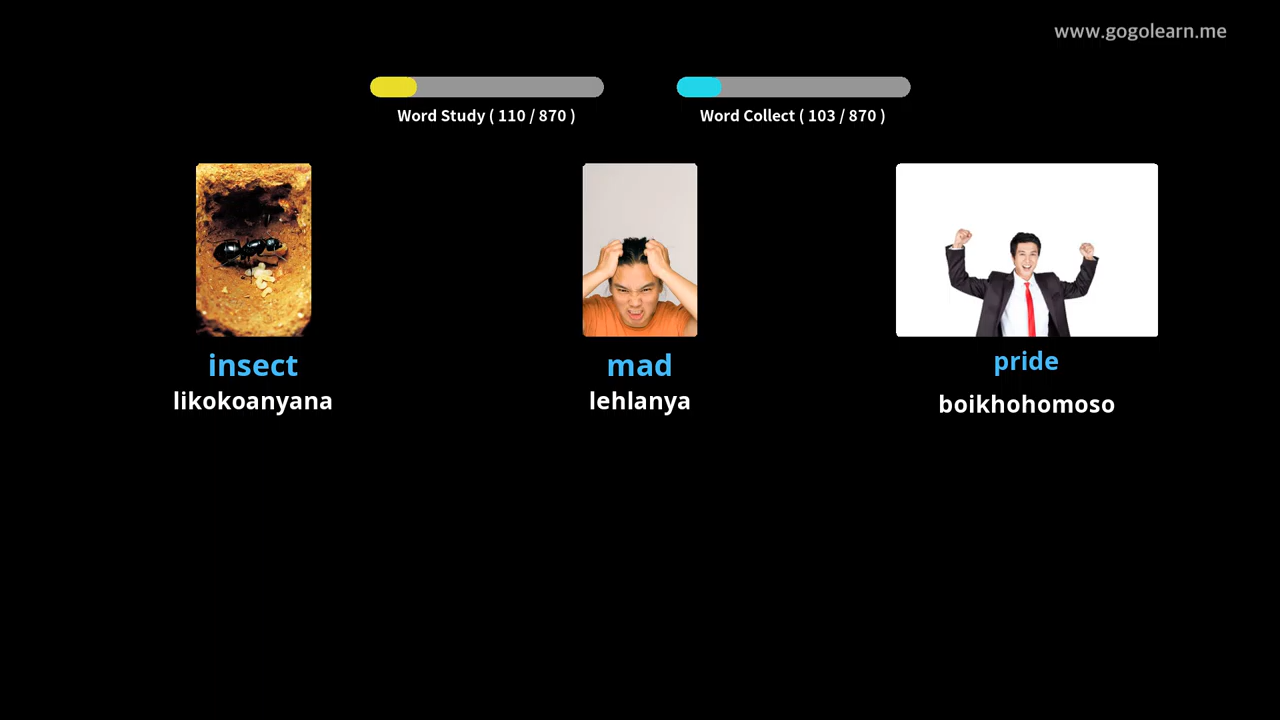 www.gogolearn.me
Word Study ( 110 / 870 )
Word Collect ( 103 / 870 )
insect
likokoanyana
mad
lehlanya
pride
boikhohomoso